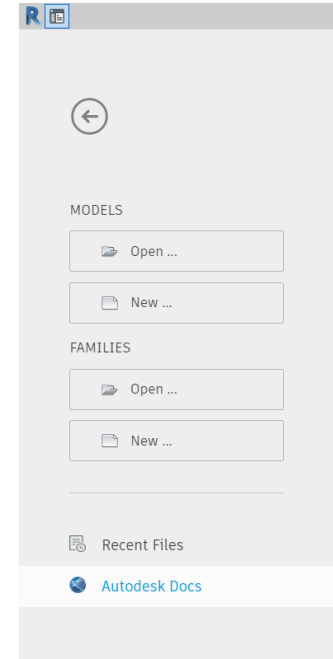 R
MODELS
Open ...
New ...
FAMILIES
Open ...
New ...
Recent Files
Autodesk Docs